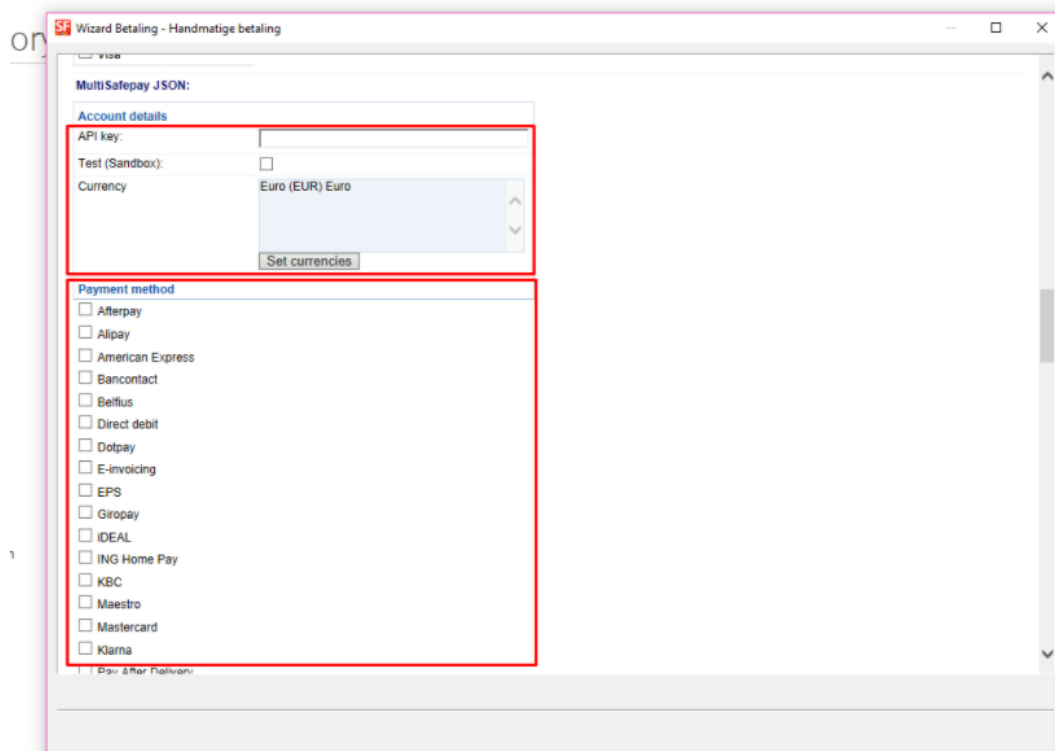 ory
SF Wizard Betaling - Handmatige betaling
Visa
MultiSafepay JSON:
Account details
API key:
Test (Sandbox):
Currency
Euro (EUR) Euro
Set currencies
Payment method
Afterpay
Alipay
American Express
Bancontact
Belfius
Direct debit
Dotpay
E-invoicing
EPS
Giropay
iDEAL
ING Home Pay
KBC
Maestro
Mastercard
Klarna
Pay After Delivery